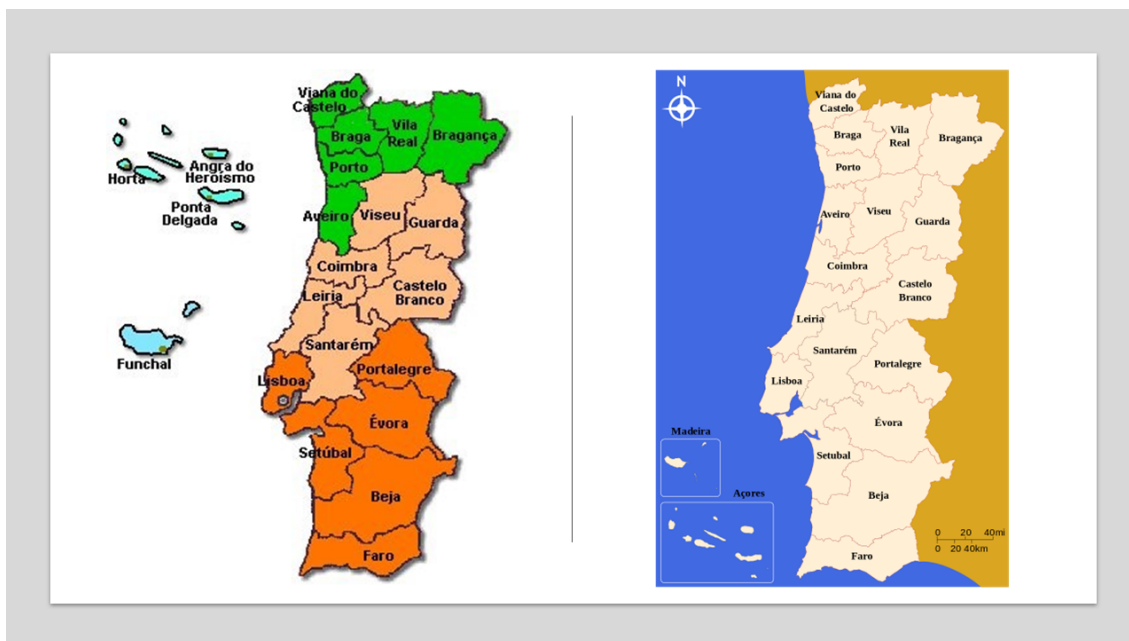 Viana do
Castelo
Braga
Vila
Real
Bragança
Porto
Angra do
Heroísmo
Horta
Ponta
Delgada
Aveiro
Viseu
Guarda
Coimbra
Castelo
Branco
Leiria
Santarém
Funchal
Lisboa
Portalegre
Évora
Setúbal
Beja
Faro
N
Viana do
Castelo
Braga
Vila
Real
Bragança
Porto
Aveiro
Viseu
Guarda
Coimbra
Castelo
Branco
Leiria
Santarém
Portalegre
Lisboa
Évora
Madeira
Setubal
Açores
Beja
0 20 40mi
0 20 40km
Faro